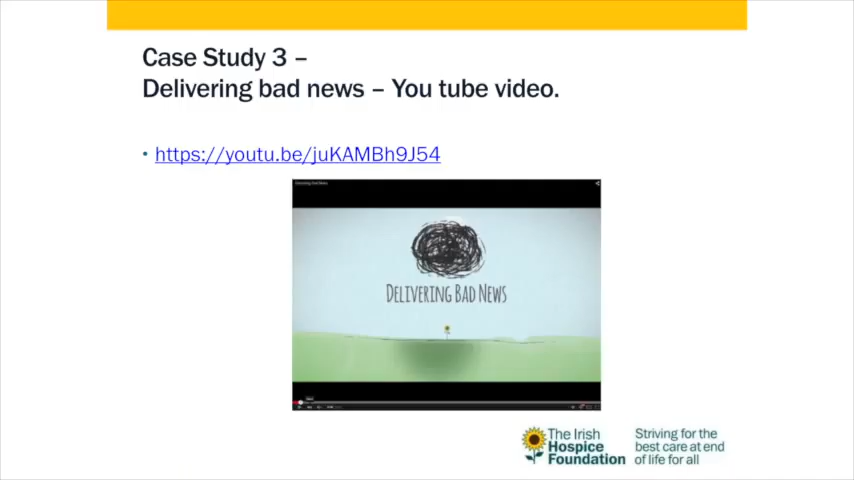 Case Study 3 –
Delivering bad news – You tube video.
• https://youtu.be/juKAMBh9J54
Delivering Bad News
DELIVERING BAD NEWS
The Irish
Hospice
Foundation
Striving for the
best care at end
of life for all